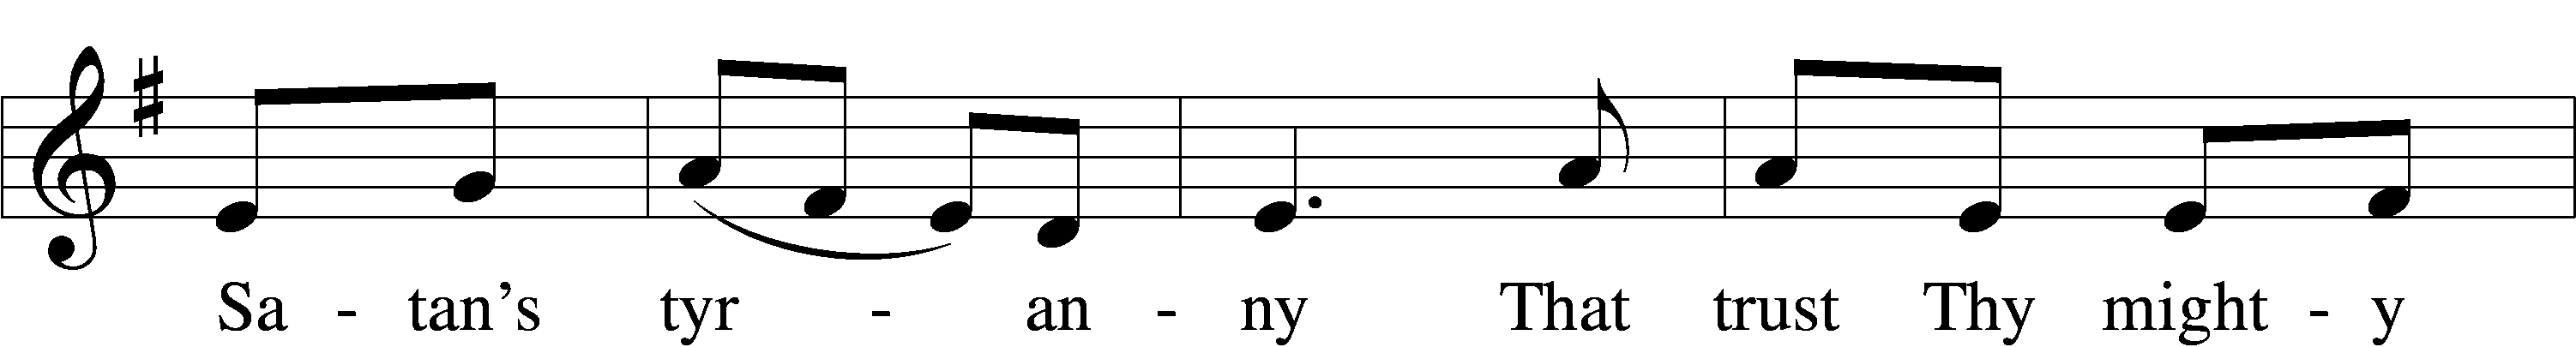 Sa - tan’s tyr - an - ny That trust Thy might - y